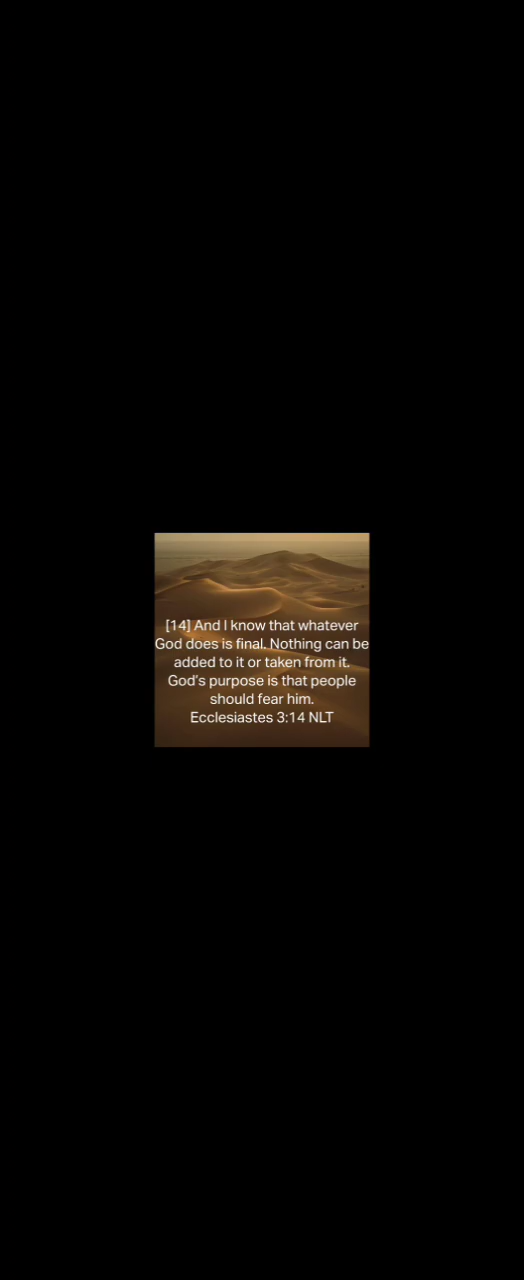 [14] And I know that whatever
God does is final. Nothing can be
added to it or taken from it.
God's purpose is that people
should fear him.
Ecclesiastes 3:14 NLT